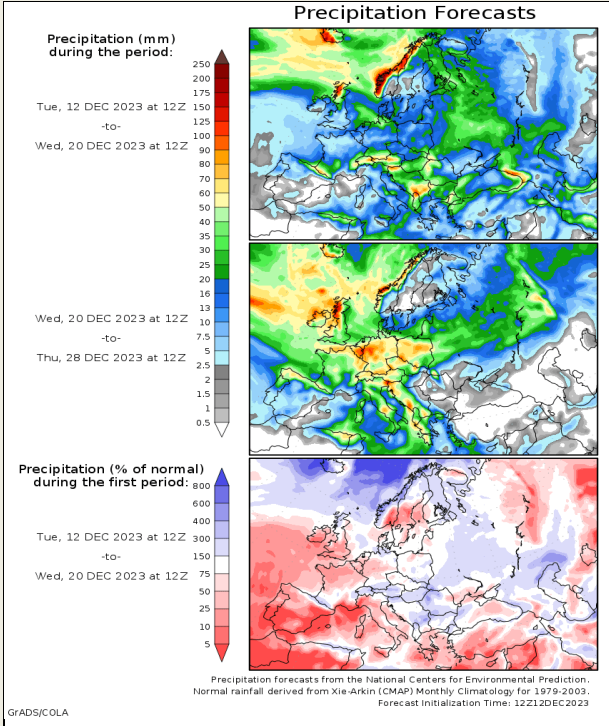 Precipitation Forecasts
Precipitation (mm)
during the period:
Tue, 12 DEC 2023 at 12Z
-to-
Wed, 20 DEC 2023 at 12Z
250
200
175
150
125
100
90
80
70
60
50
40
35
30
25
20
16
13
10
7.5
5
2.5
2
1.5
1
0.5
Wed, 20 DEC 2023 at 12Z
-to-
Thu, 28 DEC 2023 at 12Z
Precipitation (% of normal)
during the first period:
Tue, 12 DEC 2023 at 12Z
-to-
Wed, 20 DEC 2023 at 12Z
800
600
400
300
150
75
50
25
10
5
Precipitation forecasts from the National Centers for Environmental Prediction.
Normal rainfall derived from Xie-Arkin (CMAP) Monthly Climatology for 1979-2003.
Forecast Initialization Time: 12Z12DEC2023
GrADS/COLA